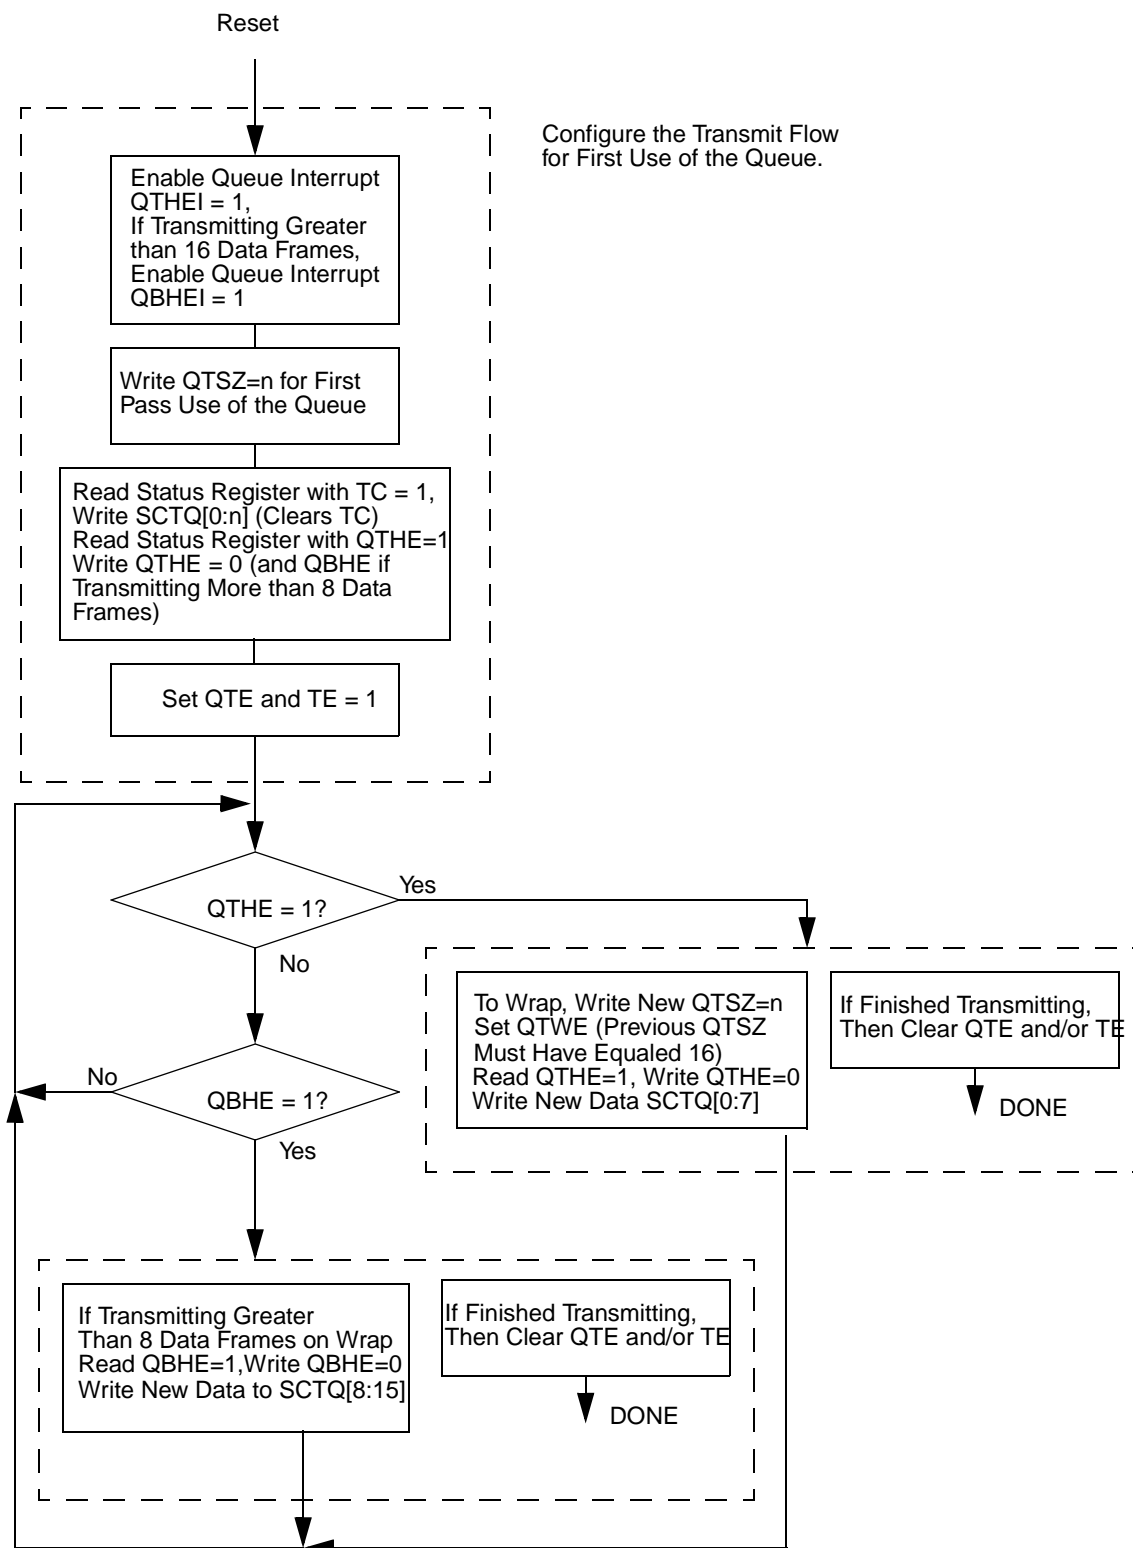 Reset
Configure the Transmit Flow
for First Use of the Queue.
Enable Queue Interrupt
QTHEI = 1,
If Transmitting Greater
than 16 Data Frames,
Enable Queue Interrupt
QBHEI = 1
Write QTSZ=n for First
Pass Use of the Queue
Read Status Register with TC = 1,
Write SCTQ[0:n] (Clears TC)
Read Status Register with QTHE=1
Write QTHE = 0 (and QBHE if
Transmitting More than 8 Data
Frames)
Set QTE and TE = 1
QTHE = 1?
Yes
No
To Wrap, Write New QTSZ=n
Set QTWE (Previous QTSZ
Must Have Equaled 16)
Read QTHE=1, Write QTHE=0
Write New Data SCTQ[0:7]
If Finished Transmitting,
Then Clear QTE and/or TE
DONE
QBHE = 1?
No
Yes
If Transmitting Greater
Than 8 Data Frames on Wrap
Read QBHE=1,Write QBHE=0
Write New Data to SCTQ[8:15]
If Finished Transmitting,
Then Clear QTE and/or TE
DONE